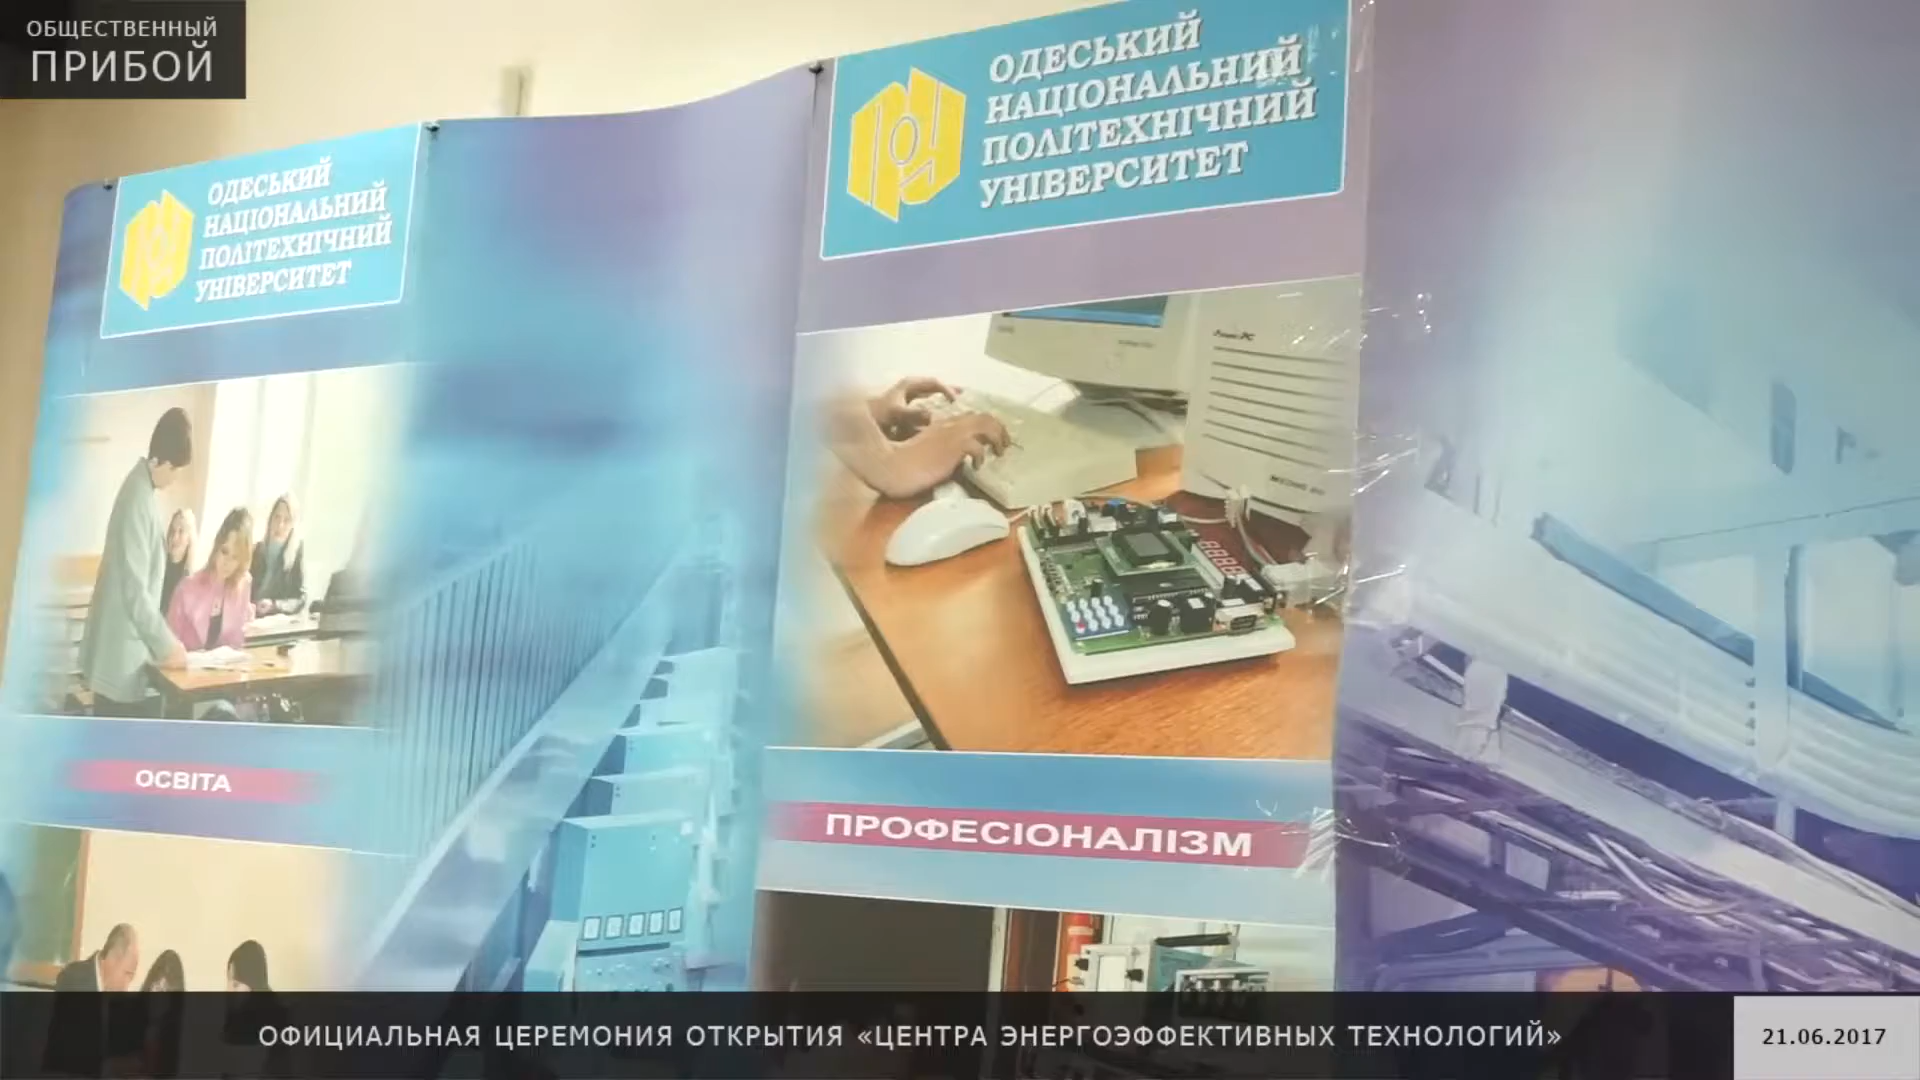 ОБЩЕСТВЕННЫЙ
ПРИБОЙ
ОДЕСЬКИЙ
НАЦІОНАЛЬНИЙ
ПОЛІТЕХНІЧНИЙ
УНІВЕРСИТЕТ
ОСВІТА
ОДЕСЬКИЙ
НАЦІОНАЛЬНИЙ
ПОЛІТЕХНІЧНИЙ
УНІВЕРСИТЕТ
ПРОФЕСІОНАЛІЗМ
ОФИЦИАЛЬНАЯ ЦЕРЕМОНИЯ ОТКРЫТИЯ «ЦЕНТРА ЭНЕРГОЭФФЕКТИВНЫХ ТЕХНОЛОГИЙ»
21.06.2017